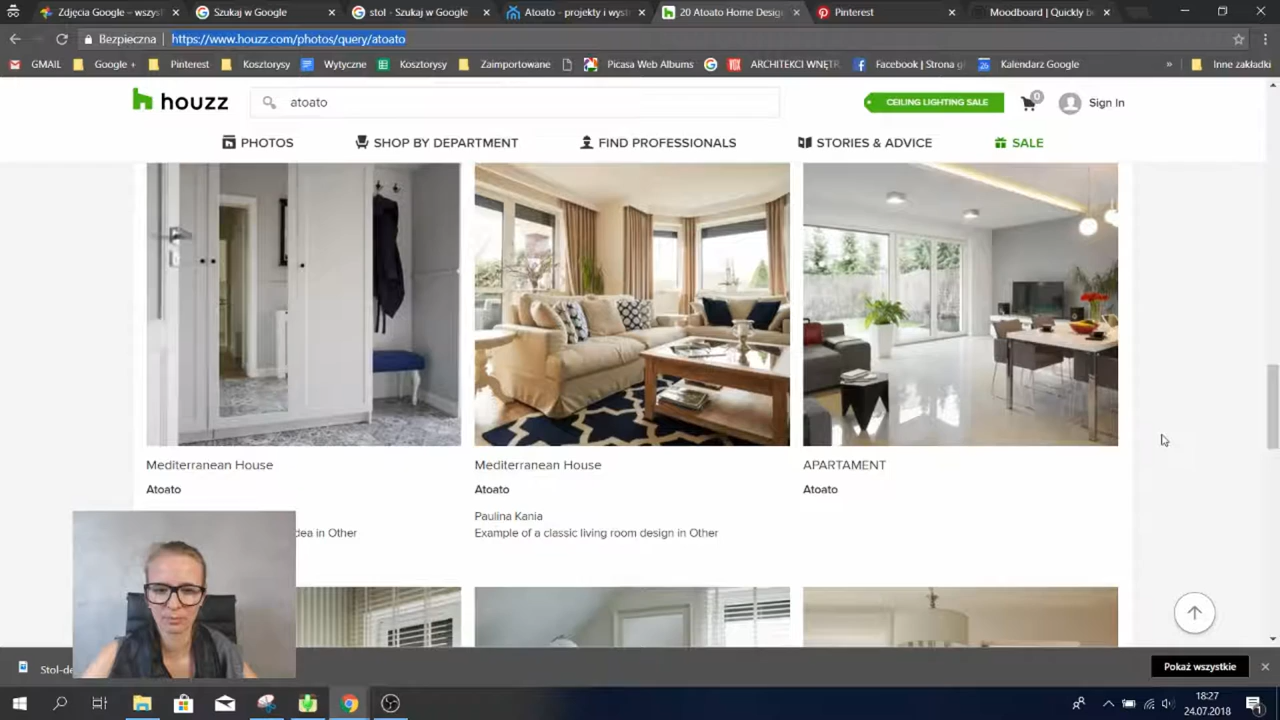 Zdjęcia Google – wszyst
Szukaj w Google
stol - Szukaj w Google
Atoato - projekty i wyst
20 Atoato Home Design
Pinterest
Moodboard | Quickly b
Bezpieczna
https://www.houzz.com/photos/query/atoato
GMAIL
Google +
Pinterest
Kosztorysy
Wytyczne
Kosztorysy
Zaimportowane
Picasa Web Albums
ARCHITEKCI WNĘTR
Facebook | Strona gł
Kalendarz Google
»
Inne zakładki
houzz
atoato
CEILING LIGHTING SALE
0
Sign In
PHOTOS
SHOP BY DEPARTMENT
FIND PROFESSIONALS
STORIES & ADVICE
SALE
Mediterranean House
Mediterranean House
APARTAMENT
Atoato
Atoato
Atoato
Paulina Kania
dea in Other
Example of a classic living room design in Other
Stol-de
Pokaż wszystkie
18:27
24.07.2018